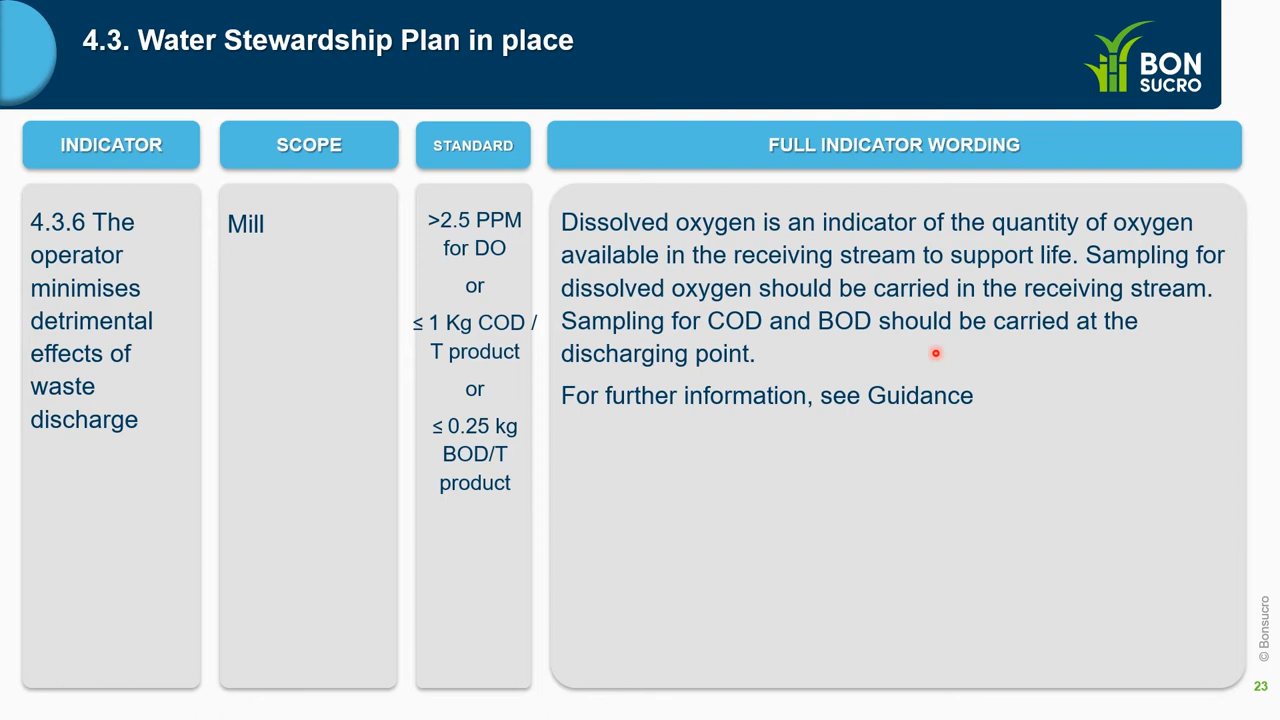 4.3. Water Stewardship Plan in place
BON
SUCRO
INDICATOR
SCOPE
STANDARD
FULL INDICATOR WORDING
4.3.6 The
operator
minimises
detrimental
effects of
waste
discharge
Mill
>2.5 PPM
for DO
or
≤ 1 Kg COD /
T product
or
≤ 0.25 kg
BOD/T
product
Dissolved oxygen is an indicator of the quantity of oxygen
available in the receiving stream to support life. Sampling for
dissolved oxygen should be carried in the receiving stream.
Sampling for COD and BOD should be carried at the
discharging point.
For further information, see Guidance
© Bonsucro
23